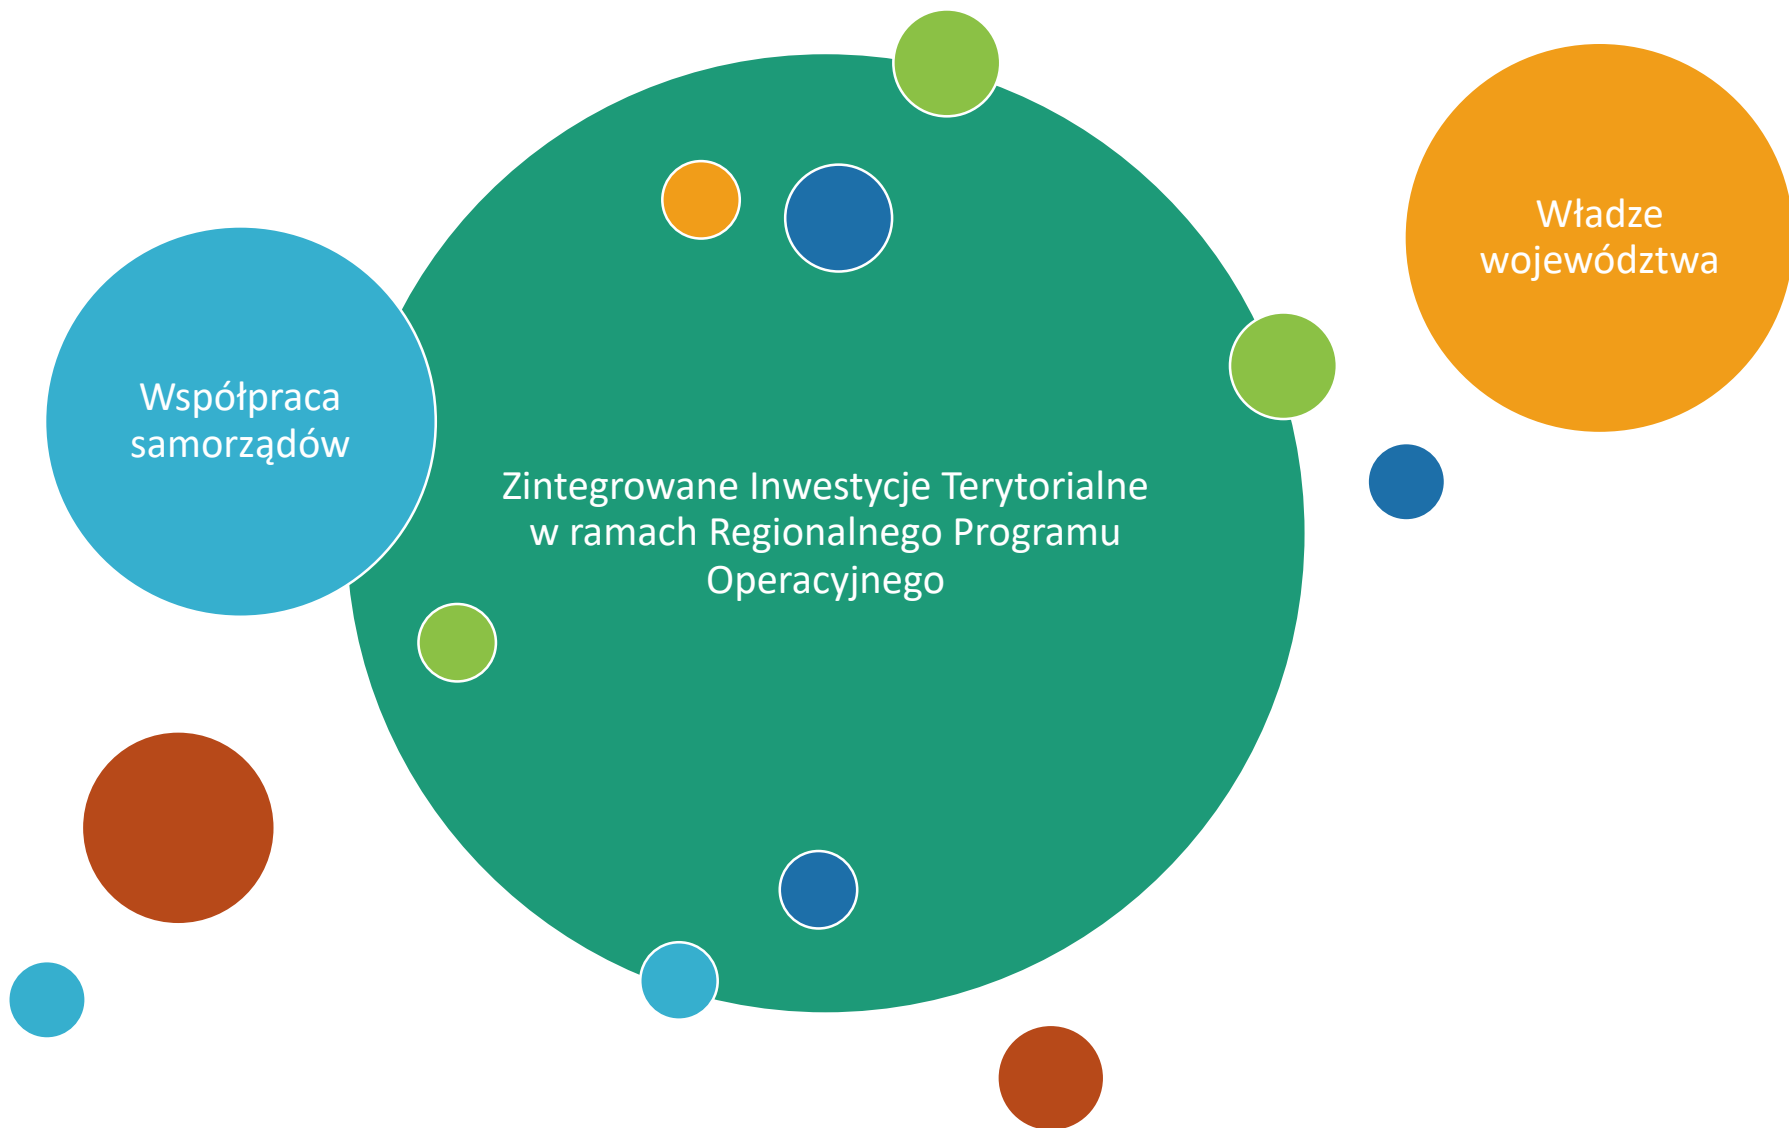 Współpraca
samorządów
Zintegrowane Inwestycje Terytorialne
w ramach Regionalnego Programu
Operacyjnego
Władze
województwa